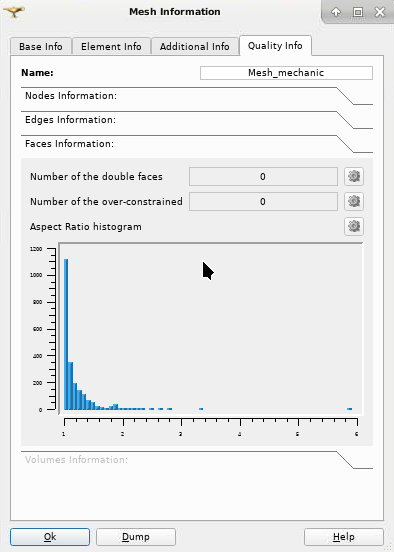 Mesh Information
Base Info Element Info Additional Info Quality Info
Name: Mesh_mechanic
Nodes Information:
Edges Information:
Faces Information:
Number of the double faces 0
Number of the over-constrained 0
Aspect Ratio histogram
1200
1000
800
600
400
200
0
1 2 3 4 5 6
Volumes Information:
Ok Dump Help